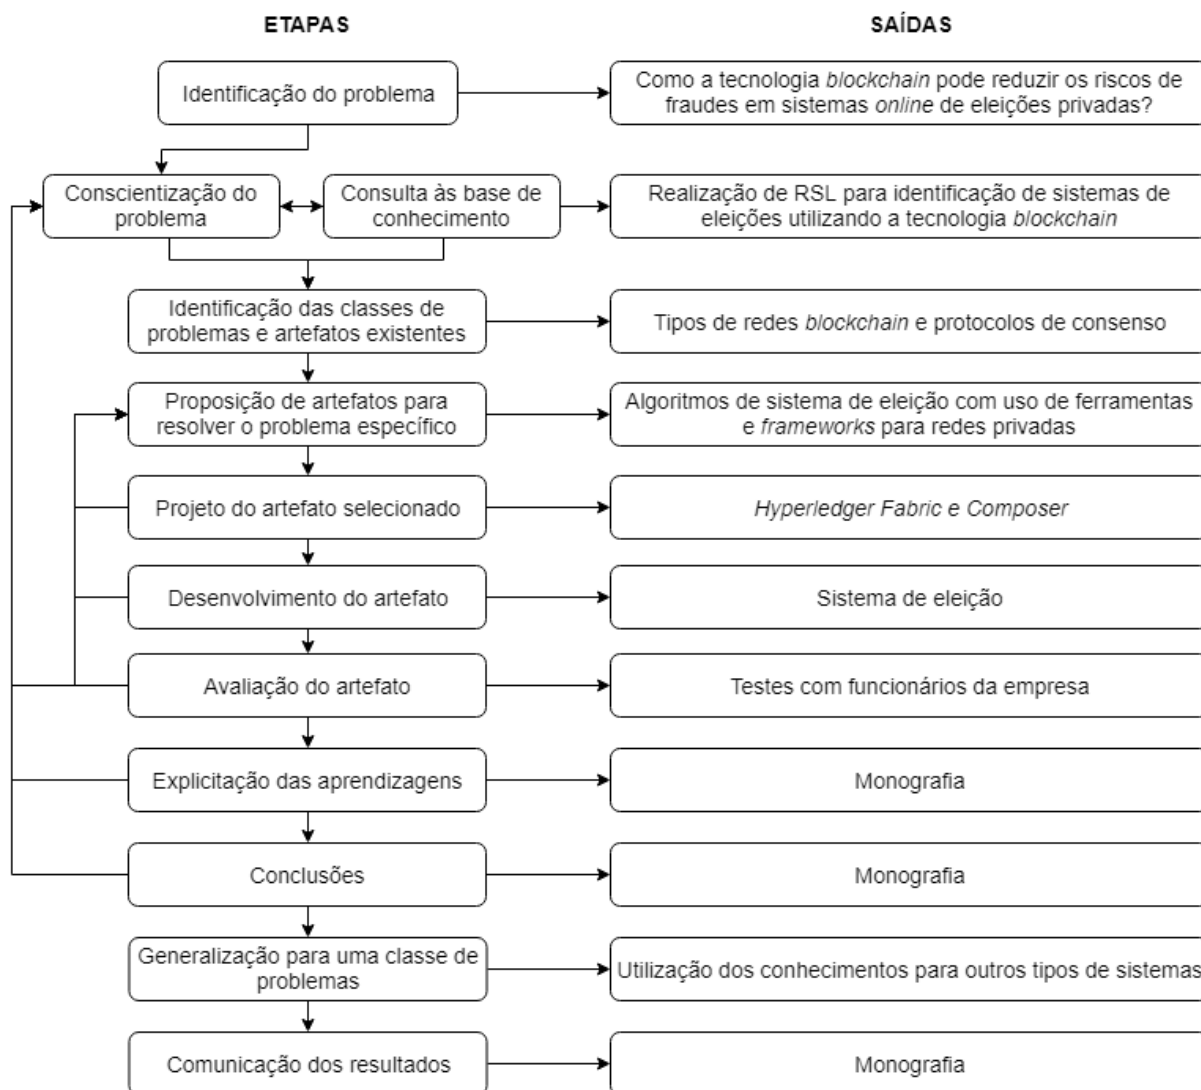 ETAPAS
SAÍDAS
Identificação do problema
Como a tecnologia blockchain pode reduzir os riscos de
fraudes em sistemas online de eleições privadas?
Conscientização do
problema
Consulta às base de
conhecimento
Realização de RSL para identificação de sistemas de
eleições utilizando a tecnologia blockchain
Identificação das classes de
problemas e artefatos existentes
Tipos de redes blockchain e protocolos de consenso
Proposição de artefatos para
resolver o problema específico
Algoritmos de sistema de eleição com uso de ferramentas
e frameworks para redes privadas
Projeto do artefato selecionado
Hyperledger Fabric e Composer
Desenvolvimento do artefato
Sistema de eleição
Avaliação do artefato
Testes com funcionários da empresa
Explicitação das aprendizagens
Monografia
Conclusões
Monografia
Generalização para uma classe de
problemas
Utilização dos conhecimentos para outros tipos de sistemas
Comunicação dos resultados
Monografia